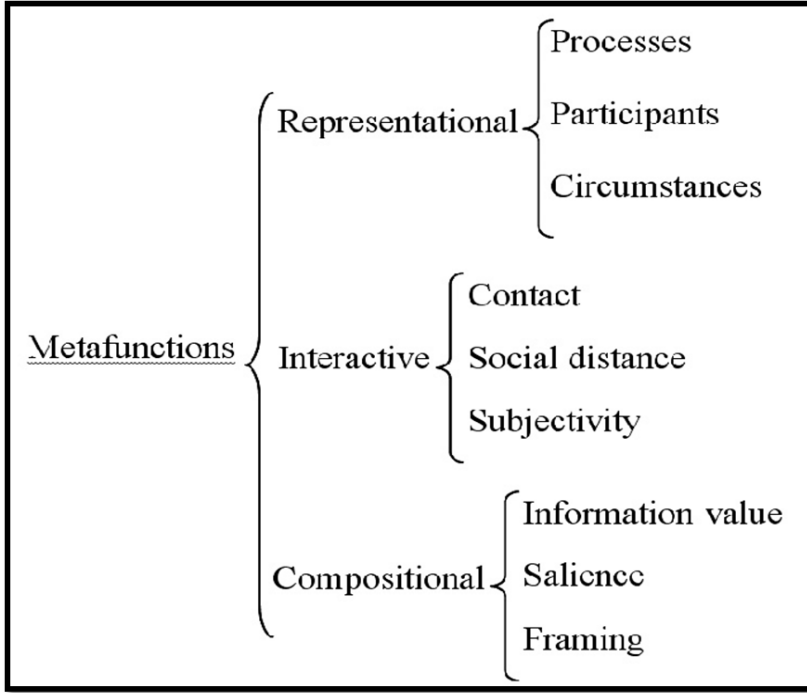 Metafunctions
Representational
Processes
Participants
Circumstances
Interactive
Contact
Social distance
Subjectivity
Compositional
Information value
Salience
Framing